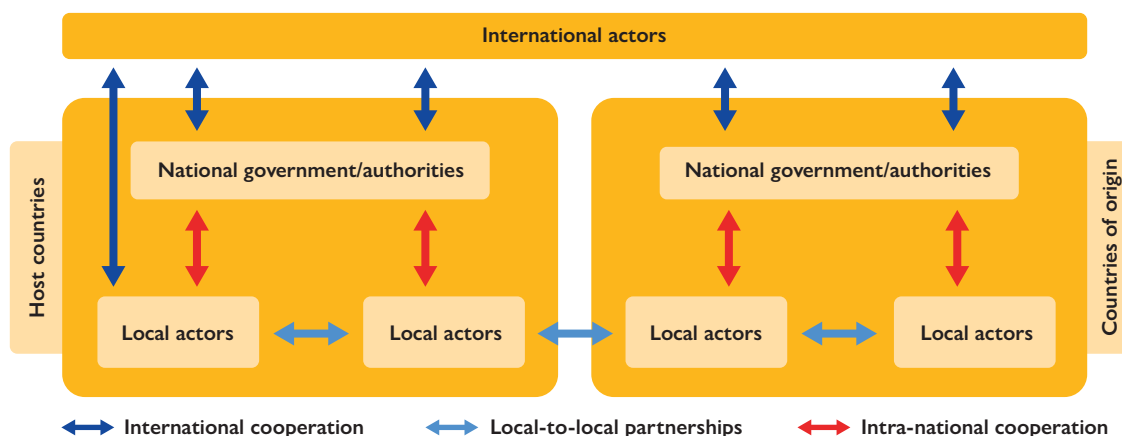 International actors
Host countries
National government/authorities
National government/authorities
Countries of origin
Local actors
Local actors
Local actors
Local actors
International cooperation
Local-to-local partnerships
Intra-national cooperation